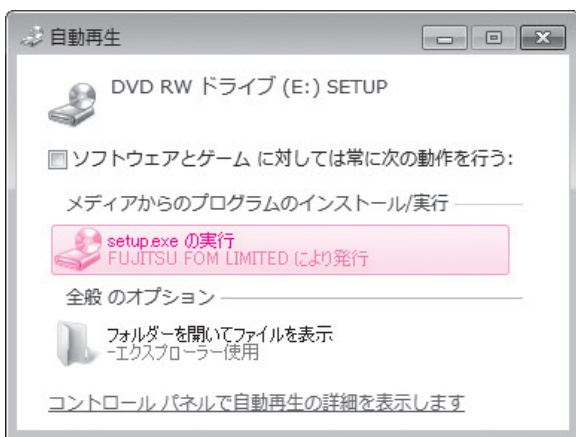 自動再生
DVD RW ドライブ (E:) SETUP
ソフトウェアとゲーム に対しては常に次の動作を行う:
メディアからのプログラムのインストール/実行
setup.exe の実行
FUJITSU FOM LIMITED により発行
全般 のオプション
フォルダーを開いてファイルを表示
-エクスプローラー使用
コントロール パネルで自動再生の詳細を表示します